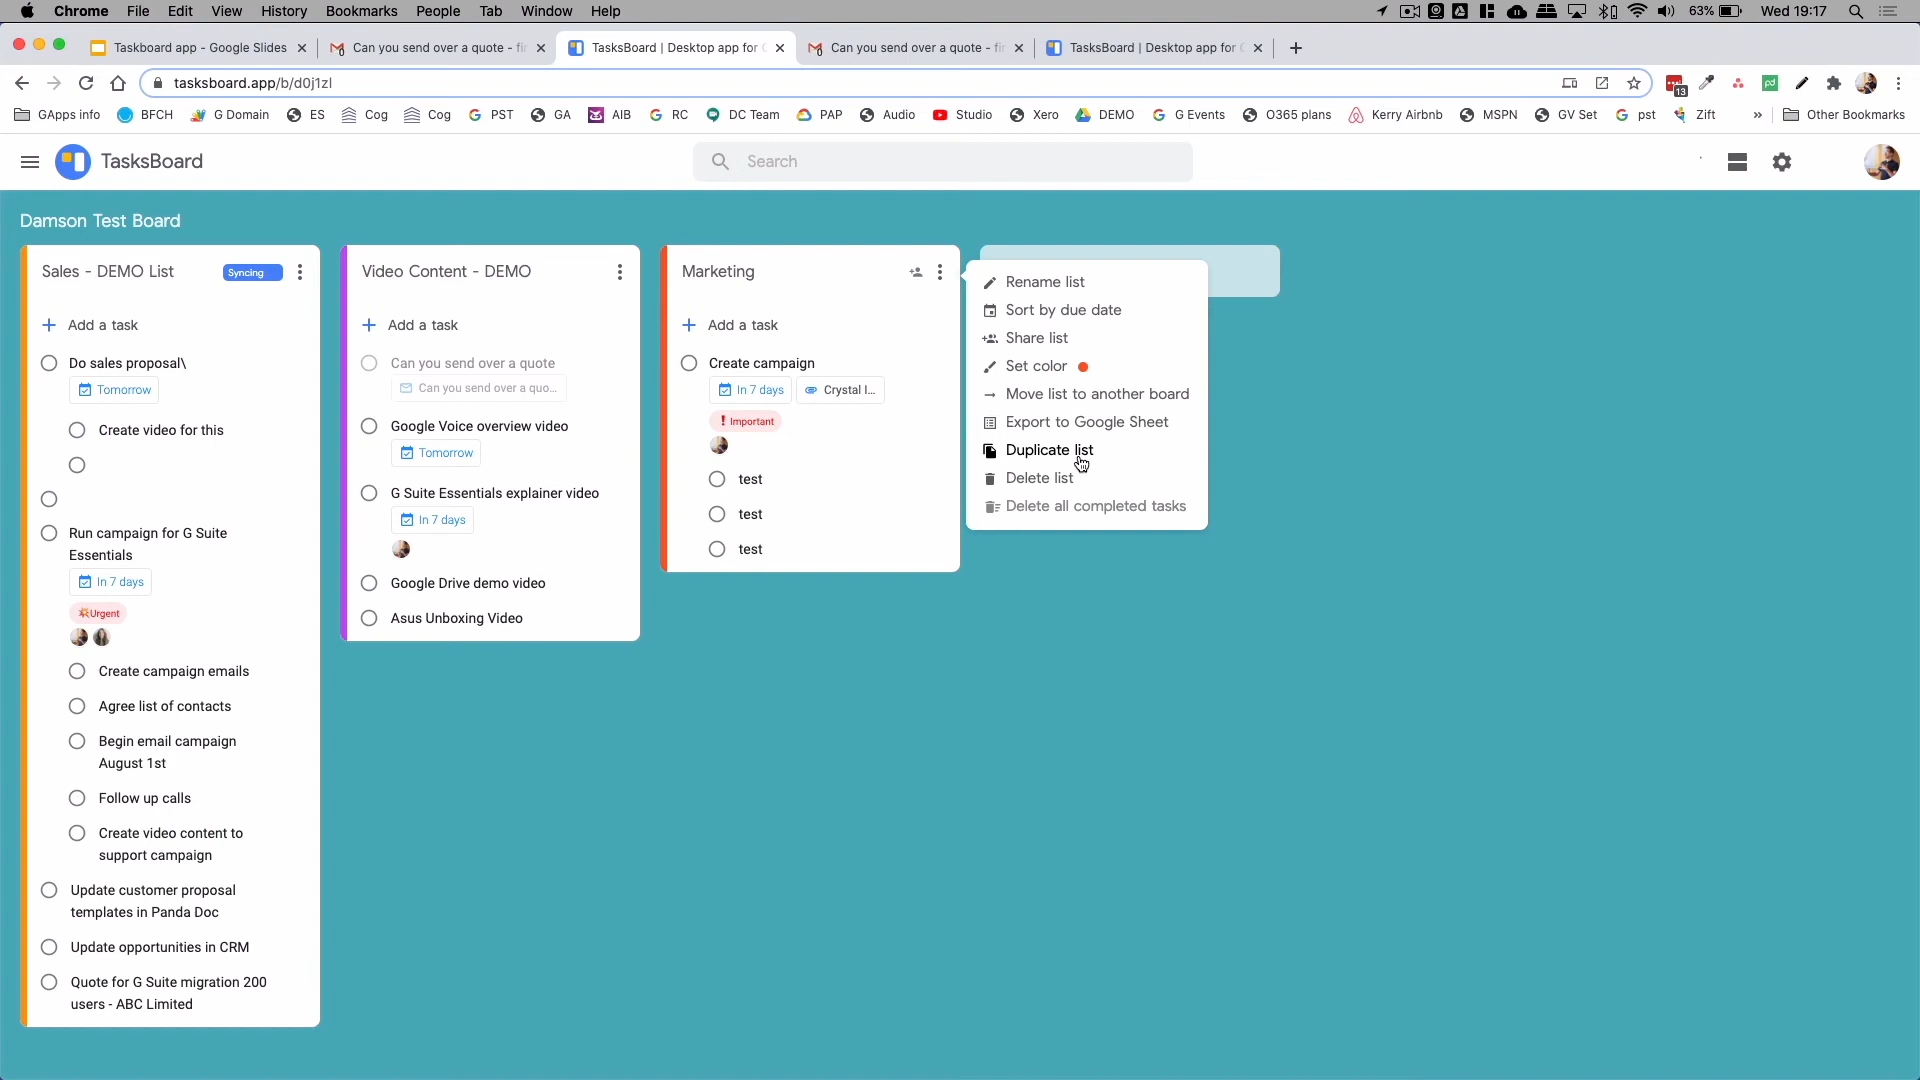 Chrome File Edit View History Bookmarks People Tab Window Help
63% Wed 19:17
Taskboard app - Google Slides
Can you send over a quote - fir
TasksBoard | Desktop app for G
Can you send over a quote - fir
TasksBoard | Desktop app for G
tasksboard.app/b/d0j1zl
13
GApps info BFCH G Domain ES Cog Cog PST GA AIB RC DC Team PAP Audio Studio Xero DEMO G Events O365 plans Kerry Airbnb MSPN GV Set pst Zift » Other Bookmarks
TasksBoard
Search
Damson Test Board
Sales - DEMO List
Syncing
Add a task
Do sales proposal\
Tomorrow
Create video for this
Run campaign for G Suite
Essentials
In 7 days
Urgent
Create campaign emails
Agree list of contacts
Begin email campaign
August 1st
Follow up calls
Create video content to
support campaign
Update customer proposal
templates in Panda Doc
Update opportunities in CRM
Quote for G Suite migration 200
users - ABC Limited
Video Content - DEMO
Add a task
Can you send over a quote
Can you send over a quo...
Google Voice overview video
Tomorrow
G Suite Essentials explainer video
In 7 days
Google Drive demo video
Asus Unboxing Video
Marketing
Add a task
Create campaign
In 7 days
Crystal I...
Important
test
test
test
Rename list
Sort by due date
Share list
Set color
Move list to another board
Export to Google Sheet
Duplicate list
Delete list
Delete all completed tasks